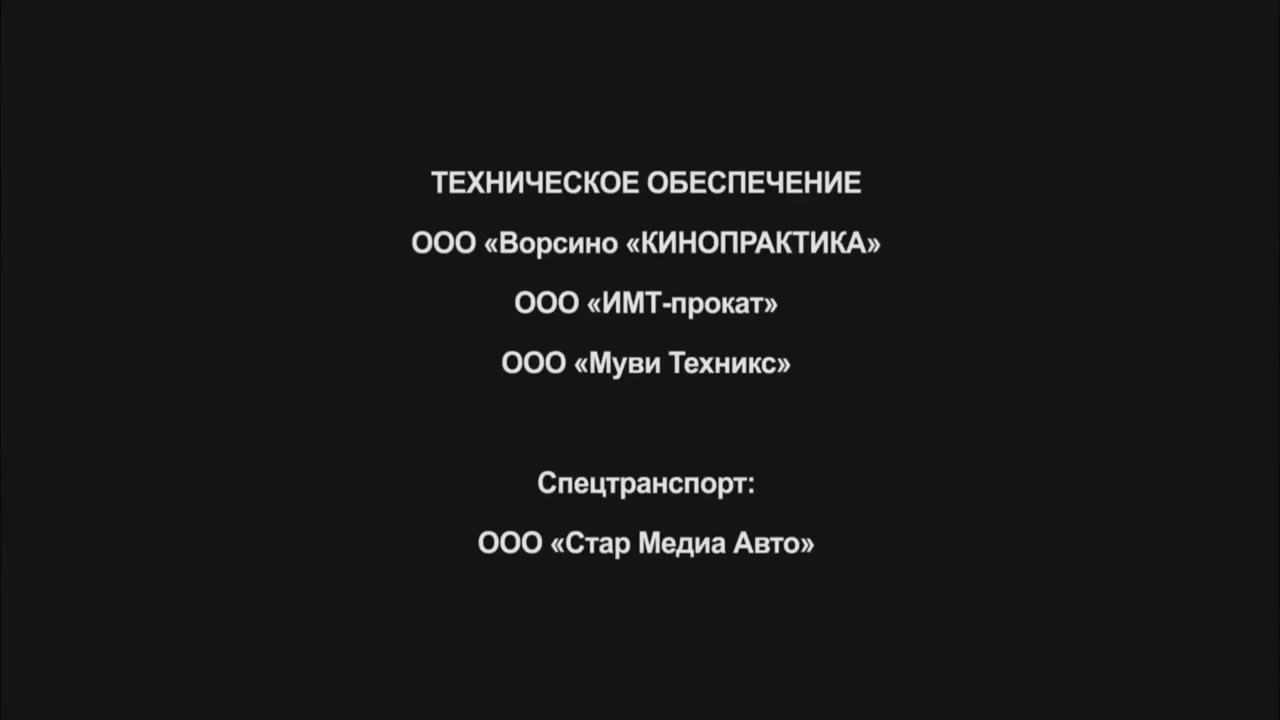 ТЕХНИЧЕСКОЕ ОБЕСПЕЧЕНИЕ
ООО «Ворсино «КИНОПРАКТИКА»
ООО «ИМТ-прокат»
ООО «Муви Техникс»
Спецтранспорт:
ООО «Стар Медиа Авто»